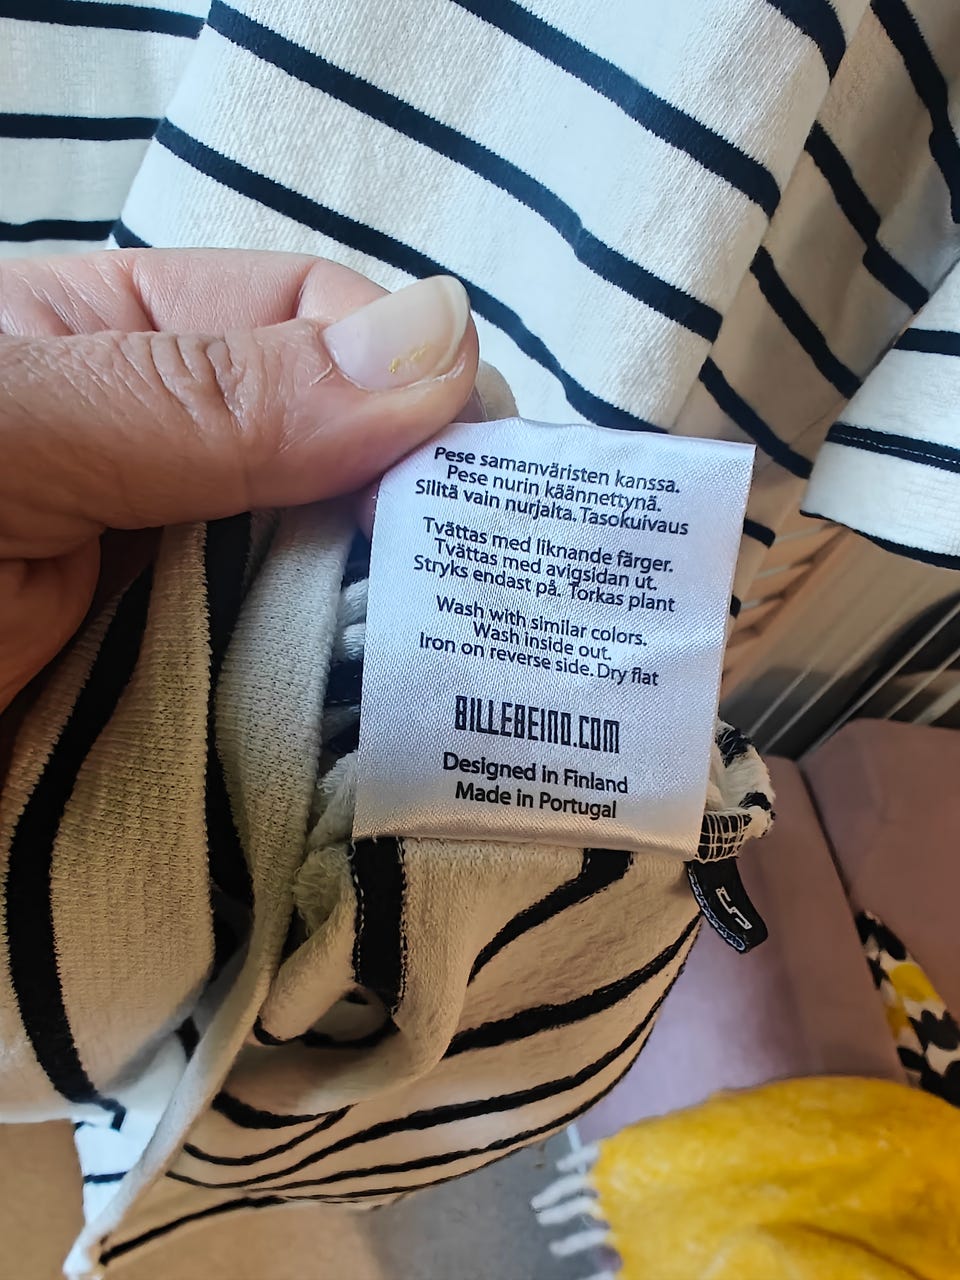 Pese samanväristen kanssa.
Pese nurin käännettynä.
Silitä vain nurjalta. Tasokuivaus
Tvättas med liknande färger.
Tvättas med avigsidan ut.
Stryks endast på. Torkas plant
Wash with similar colors.
Wash inside out.
Iron on reverse side. Dry flat
BILLEBEINO.COM
Designed in Finland
Made in Portugal
S